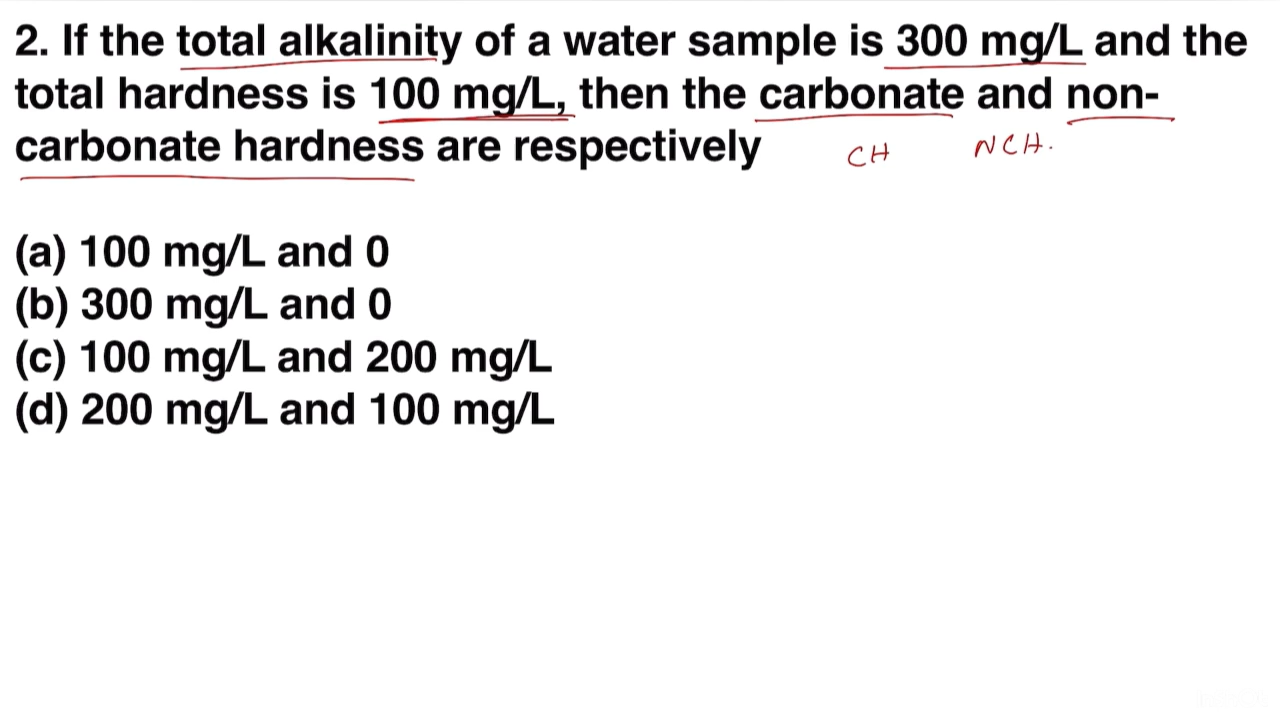 2. If the total alkalinity of a water sample is 300 mg/L and the
total hardness is 100 mg/L, then the carbonate and non-
carbonate hardness are respectively CH NCH.
(a) 100 mg/L and 0
(b) 300 mg/L and 0
(c) 100 mg/L and 200 mg/L
(d) 200 mg/L and 100 mg/L